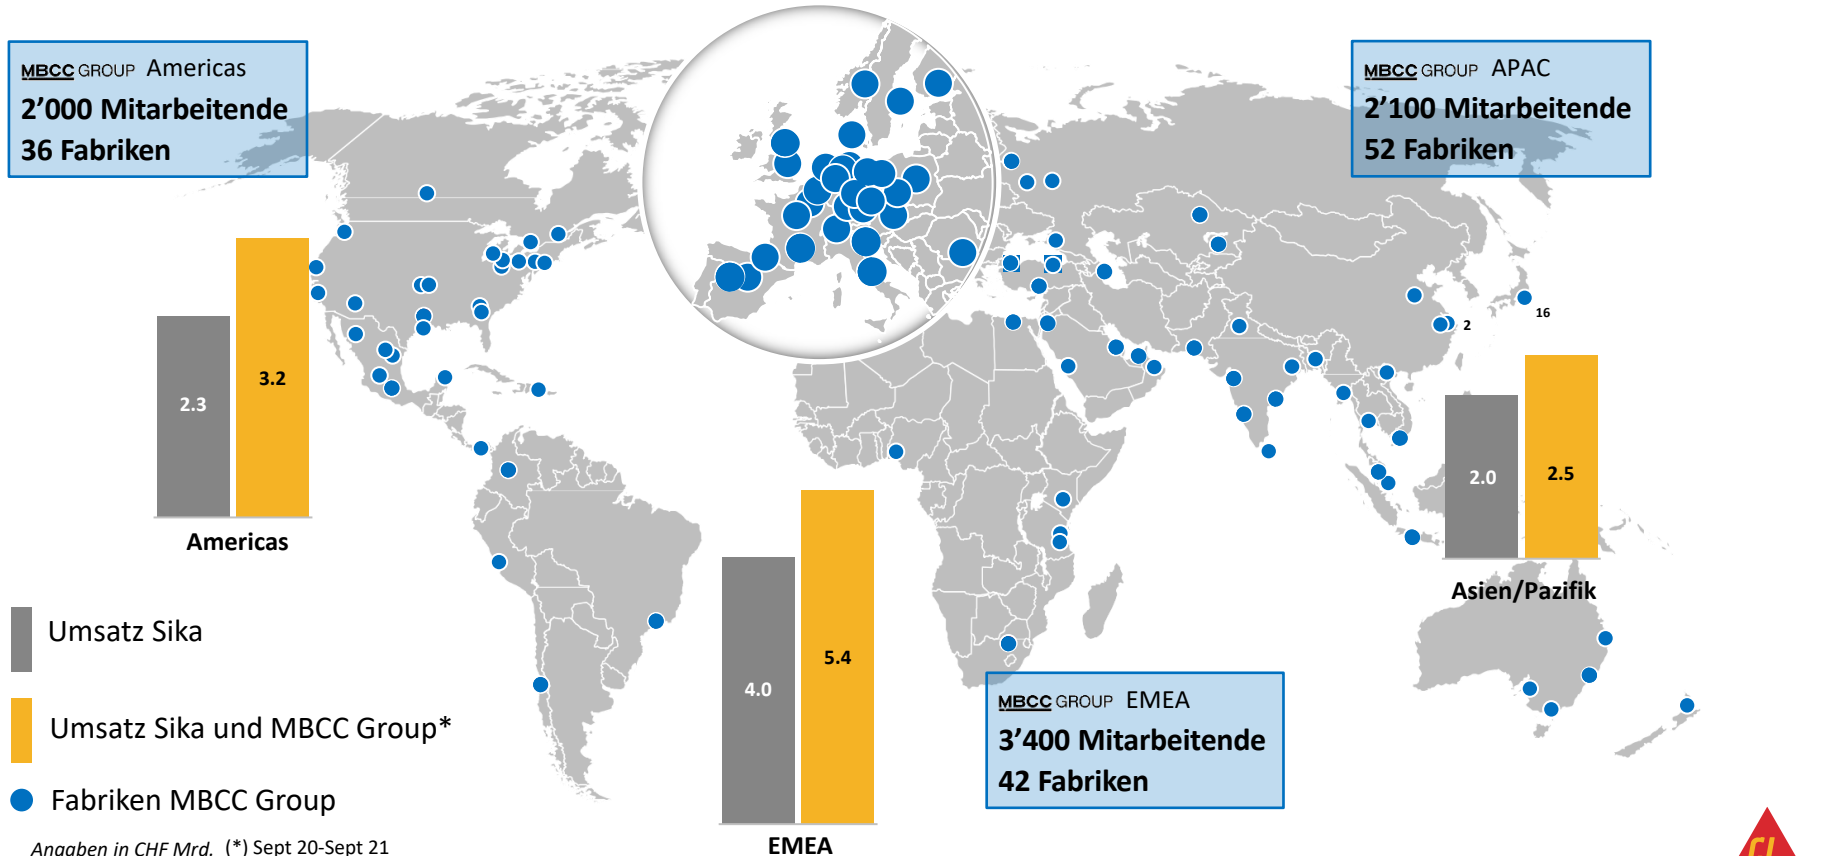 MBCC GROUP Americas
2’000 Mitarbeitende
36 Fabriken
MBCC GROUP APAC
2’100 Mitarbeitende
52 Fabriken
16
2
2.3
3.2
Americas
2.0
2.5
Asien/Pazifik
4.0
5.4
EMEA
MBCC GROUP EMEA
3’400 Mitarbeitende
42 Fabriken
Umsatz Sika
Umsatz Sika und MBCC Group*
Fabriken MBCC Group
Angaben in CHF Mrd. (*) Sept 20-Sept 21